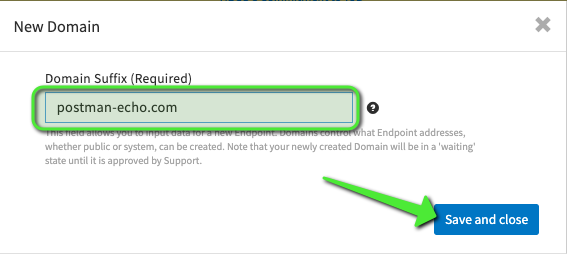 New Domain
Domain Suffix (Required)
postman-echo.com
This field allows you to input data for a new Endpoint. Domains control what Endpoint addresses,
whether public or system, can be created. Note that your newly created Domain will be in a 'waiting'
state until it is approved by Support.
Save and close